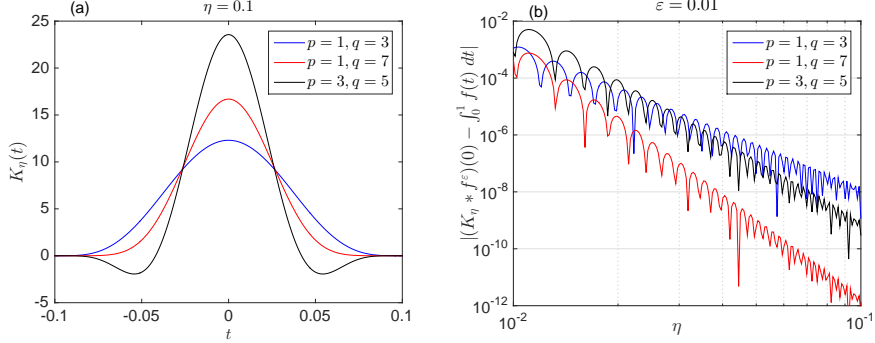 (a)
η = 0.1
25
20
15
10
5
0
-5
-0.1
-0.05
0
0.05
0.1
t
K_η(t)
p = 1, q = 3
p = 1, q = 7
p = 3, q = 5
(b)
ε = 0.01
10^-2
10^-4
10^-6
10^-8
10^-10
10^-12
10^-2
10^-1
η
|(K_η * f^ε)(0) − ∫_0^1 f(t) dt|
p = 1, q = 3
p = 1, q = 7
p = 3, q = 5